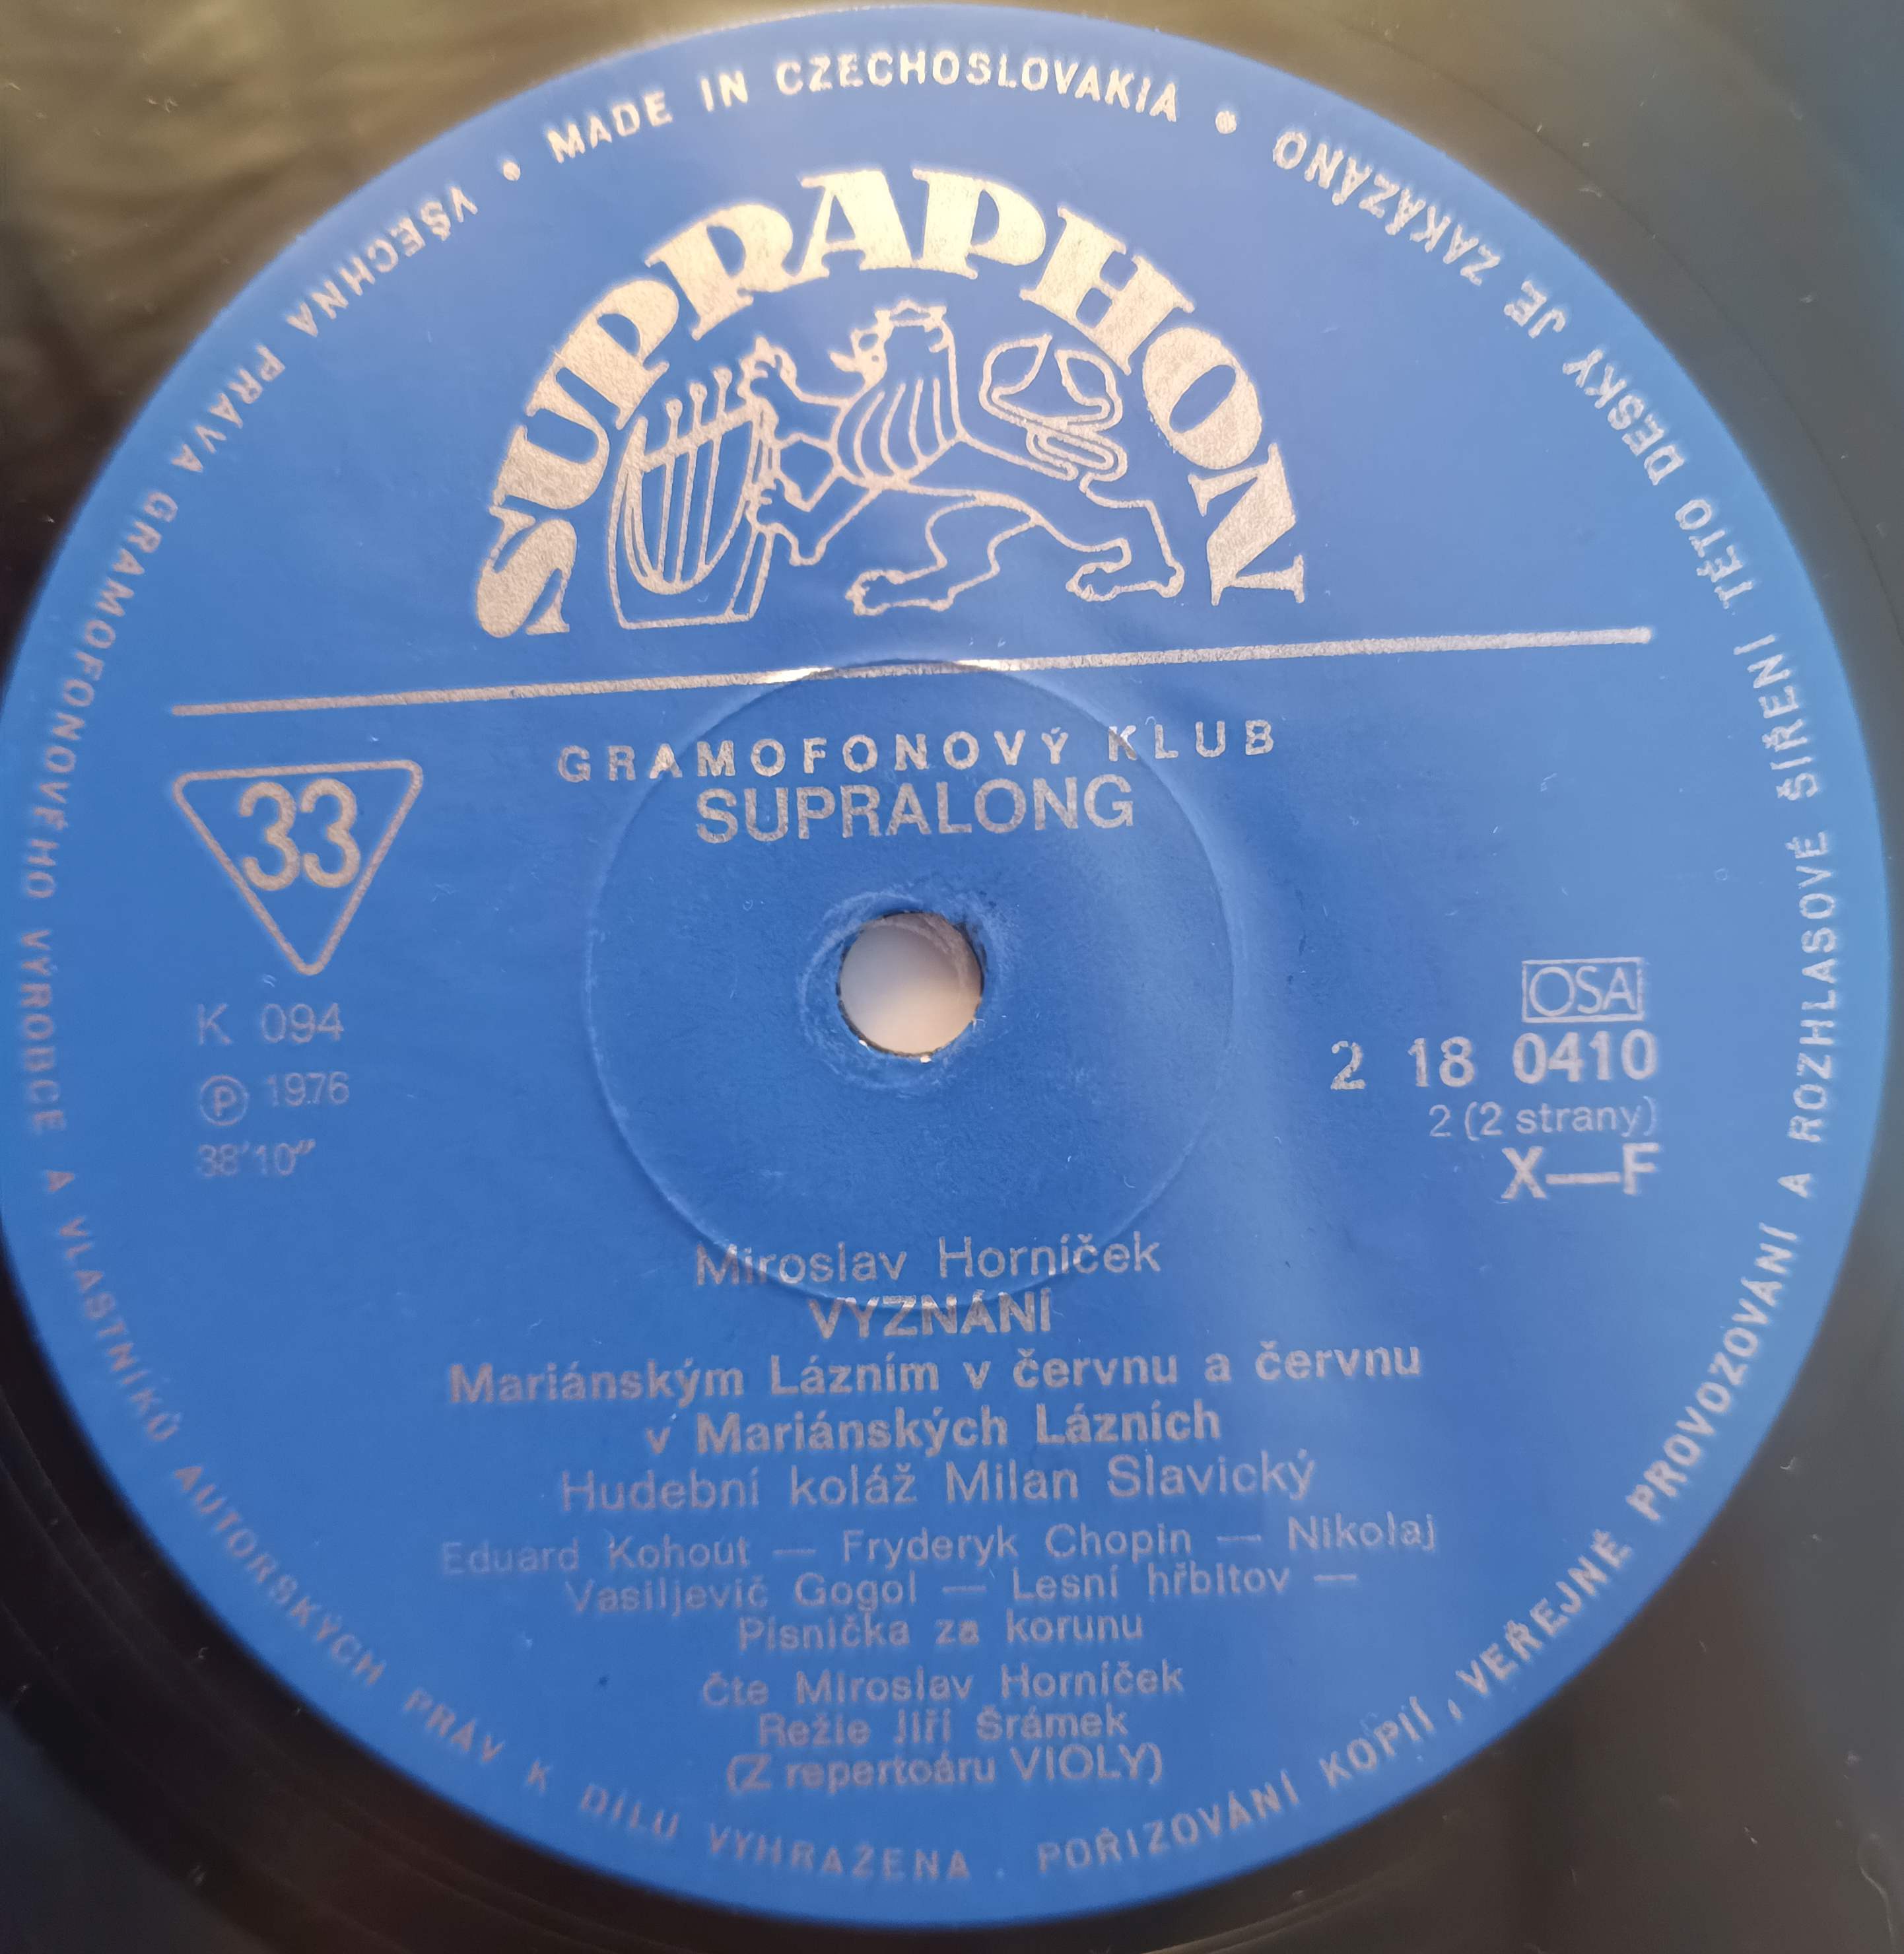 • MADE IN CZECHOSLOVAKIA •
VŠECHNA PRÁVA GRAMOFONOVÉHO VÝROBCE A VLASTNÍKŮ AUTORSKÝCH PRÁV K DÍLU VYHRAŽENA . POŘIZOVÁNÍ KOPIÍ, VEŘEJNÉ PROVOZOVÁNÍ A ROZHLASOVÉ ŠÍŘENÍ TÉTO DESKY JE ZAKÁZÁNO
SUPRAPHON
GRAMOFONOVÝ KLUB
SUPRALONG
33
K 094
℗ 1976
38'10"
OSA
2 18 0410
2 (2 strany)
X—F
Miroslav Horníček
VYZNÁNÍ
Mariánským Lázním v červnu a červnu
v Mariánských Lázních
Hudební koláž Milan Slavický
Eduard Kohout — Fryderyk Chopin — Nikolaj
Vasiljevič Gogol — Lesní hřbitov —
Písnička za korunu
čte Miroslav Horníček
Režie Jiří Šrámek
(Z repertoáru VIOLY)